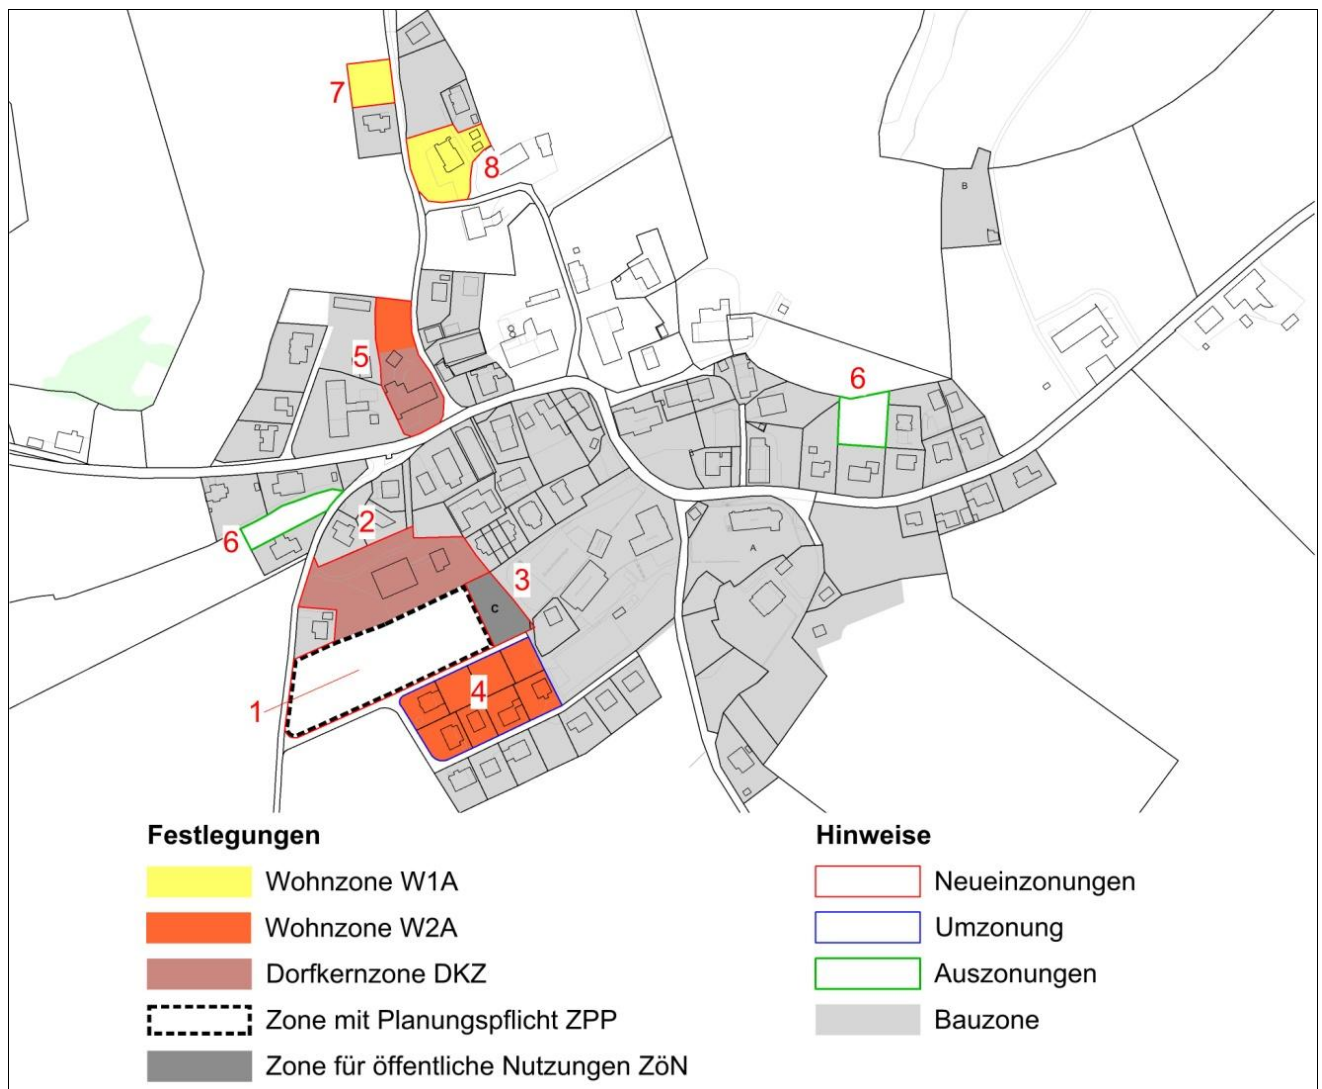 7
8
B
5
6
2
6
A
3
c
4
1
Festlegungen
Wohnzone W1A
Wohnzone W2A
Dorfkernzone DKZ
Zone mit Planungspflicht ZPP
Zone für öffentliche Nutzungen ZöN
Hinweise
Neueinzonungen
Umzonung
Auszonungen
Bauzone